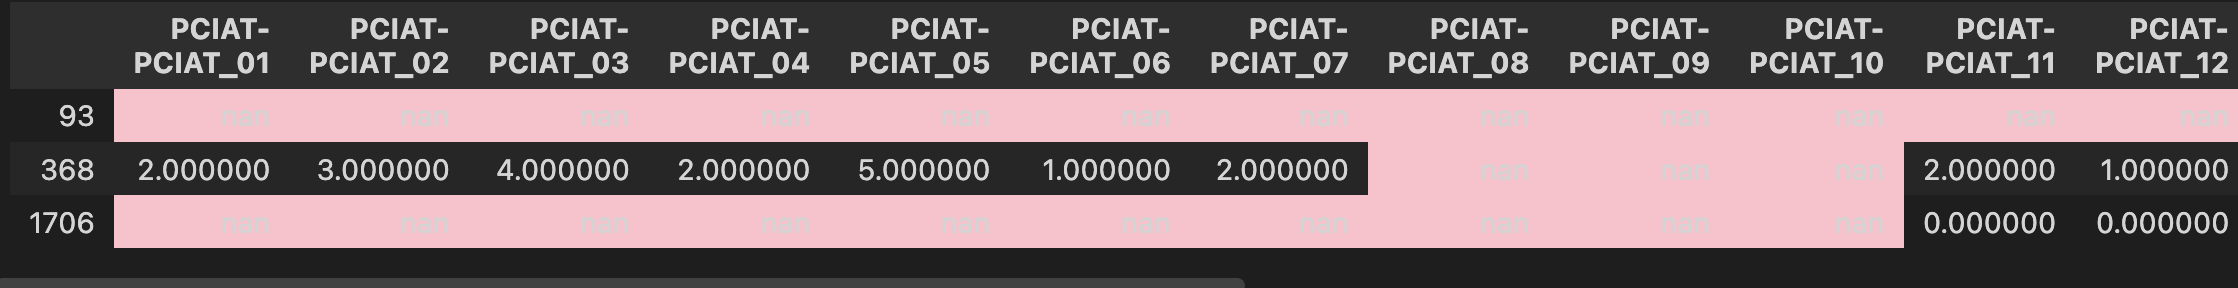 PCIAT- PCIAT- PCIAT- PCIAT- PCIAT- PCIAT- PCIAT- PCIAT- PCIAT- PCIAT- PCIAT- PCIAT-
PCIAT_01 PCIAT_02 PCIAT_03 PCIAT_04 PCIAT_05 PCIAT_06 PCIAT_07 PCIAT_08 PCIAT_09 PCIAT_10 PCIAT_11 PCIAT_12
93 nan nan nan nan nan nan nan nan nan nan nan nan
368 2.000000 3.000000 4.000000 2.000000 5.000000 1.000000 2.000000 nan nan nan 2.000000 1.000000
1706 nan nan nan nan nan nan nan nan nan nan 0.000000 0.000000